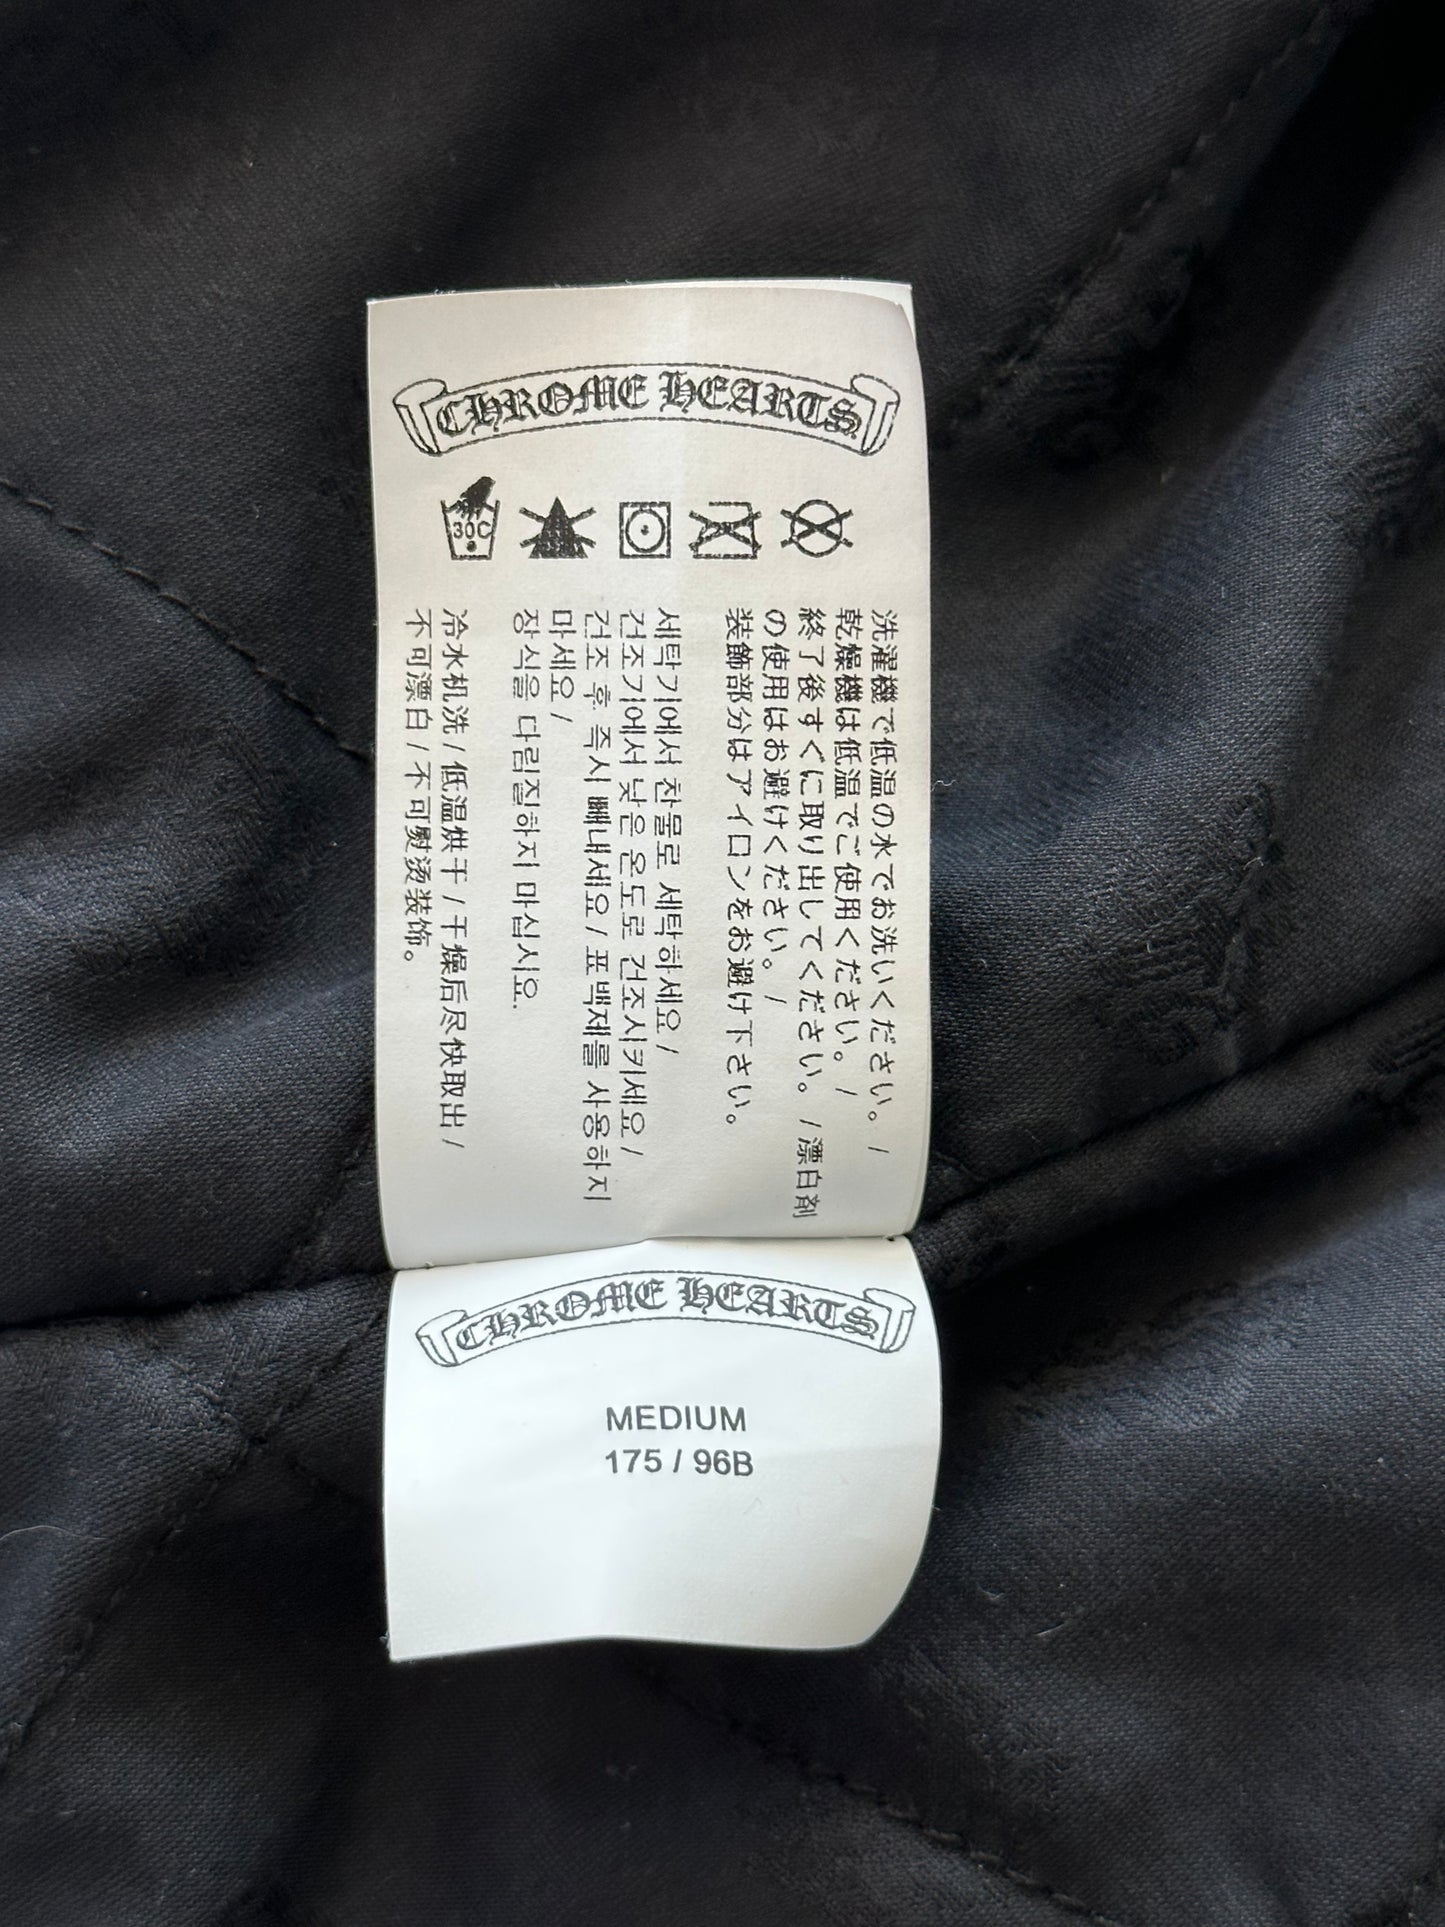 CHROME HEARTS
30C
洗濯機で低温の水でお洗いください。/
乾燥機は低温でご使用ください。/
終了後すぐに取り出してください。/漂白剤
の使用はお避けください。/
装飾部分はアイロンをお避け下さい。
세탁기에서 찬물로 세탁하세요 /
건조기에서 낮은 온도로 건조시키세요 /
건조 후 즉시 빼내세요 / 표백제를 사용하지
마세요 /
장식을 다림질하지 마십시요.
冷水机洗 / 低温烘干 / 干燥后尽快取出 /
不可漂白 / 不可熨烫装饰。
CHROME HEARTS
MEDIUM
175 / 96B